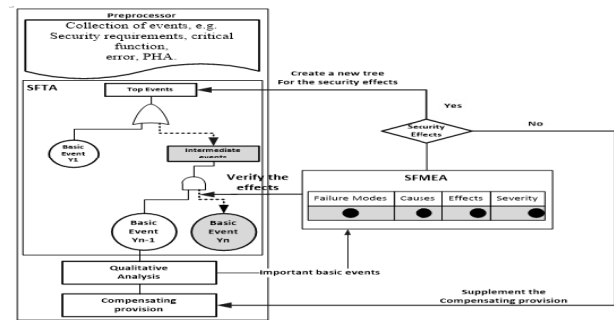 Preprocessor
Collection of events, e.g.
Security requirements, critical
function,
error, PHA.
SFTA
Top Events
Basic
Event
Y1
Intermediate
events
Basic
Event
Yn-1
Basic
Event
Yn
Qualitative
Analysis
Compensating
provision
Create a new tree
For the security effects
Yes
Security
Effects
No
Verify the
effects
SFMEA
Failure Modes Causes Effects Severity
Important basic events
Supplement the
Compensating provision